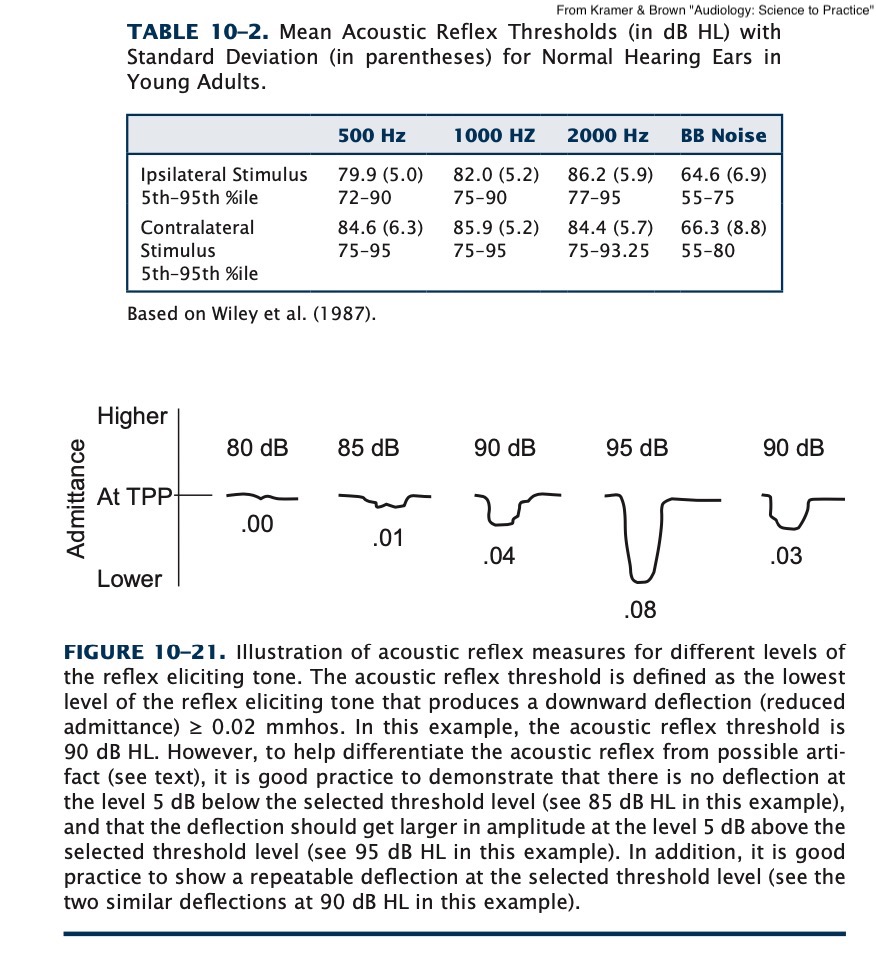 From Kramer & Brown "Audiology: Science to Practice"
TABLE 10–2. Mean Acoustic Reflex Thresholds (in dB HL) with
Standard Deviation (in parentheses) for Normal Hearing Ears in
Young Adults.
500 Hz 1000 HZ 2000 Hz BB Noise
Ipsilateral Stimulus 79.9 (5.0) 82.0 (5.2) 86.2 (5.9) 64.6 (6.9)
5th–95th %ile 72–90 75–90 77–95 55–75
Contralateral 84.6 (6.3) 85.9 (5.2) 84.4 (5.7) 66.3 (8.8)
Stimulus 75–95 75–95 75–93.25 55–80
5th–95th %ile
Based on Wiley et al. (1987).
Higher
80 dB 85 dB 90 dB 95 dB 90 dB
Admittance
At TPP
.00
.01
.04 .03
Lower
.08
FIGURE 10–21. Illustration of acoustic reflex measures for different levels of
the reflex eliciting tone. The acoustic reflex threshold is defined as the lowest
level of the reflex eliciting tone that produces a downward deflection (reduced
admittance) ≥ 0.02 mmhos. In this example, the acoustic reflex threshold is
90 dB HL. However, to help differentiate the acoustic reflex from possible arti-
fact (see text), it is good practice to demonstrate that there is no deflection at
the level 5 dB below the selected threshold level (see 85 dB HL in this example),
and that the deflection should get larger in amplitude at the level 5 dB above the
selected threshold level (see 95 dB HL in this example). In addition, it is good
practice to show a repeatable deflection at the selected threshold level (see the
two similar deflections at 90 dB HL in this example).